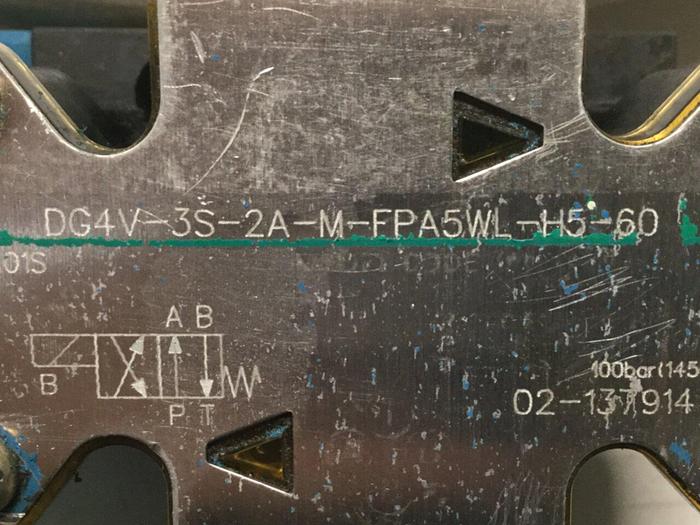 DG4V-3S-2A-M-FPA5WL-H5-60
01S
A B
B
P T
100bar(145
02-137914